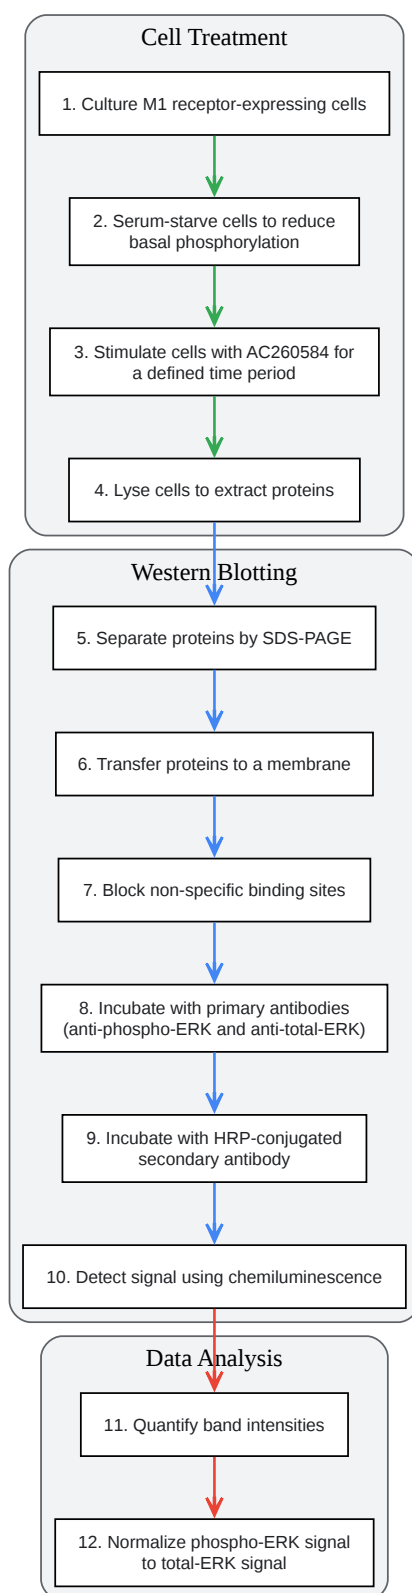 Cell Treatment
1. Culture M1 receptor-expressing cells
2. Serum-starve cells to reduce
basal phosphorylation
3. Stimulate cells with AC260584 for
a defined time period
4. Lyse cells to extract proteins
Western Blotting
5. Separate proteins by SDS-PAGE
6. Transfer proteins to a membrane
7. Block non-specific binding sites
8. Incubate with primary antibodies
(anti-phospho-ERK and anti-total-ERK)
9. Incubate with HRP-conjugated
secondary antibody
10. Detect signal using chemiluminescence
Data Analysis
11. Quantify band intensities
12. Normalize phospho-ERK signal
to total-ERK signal